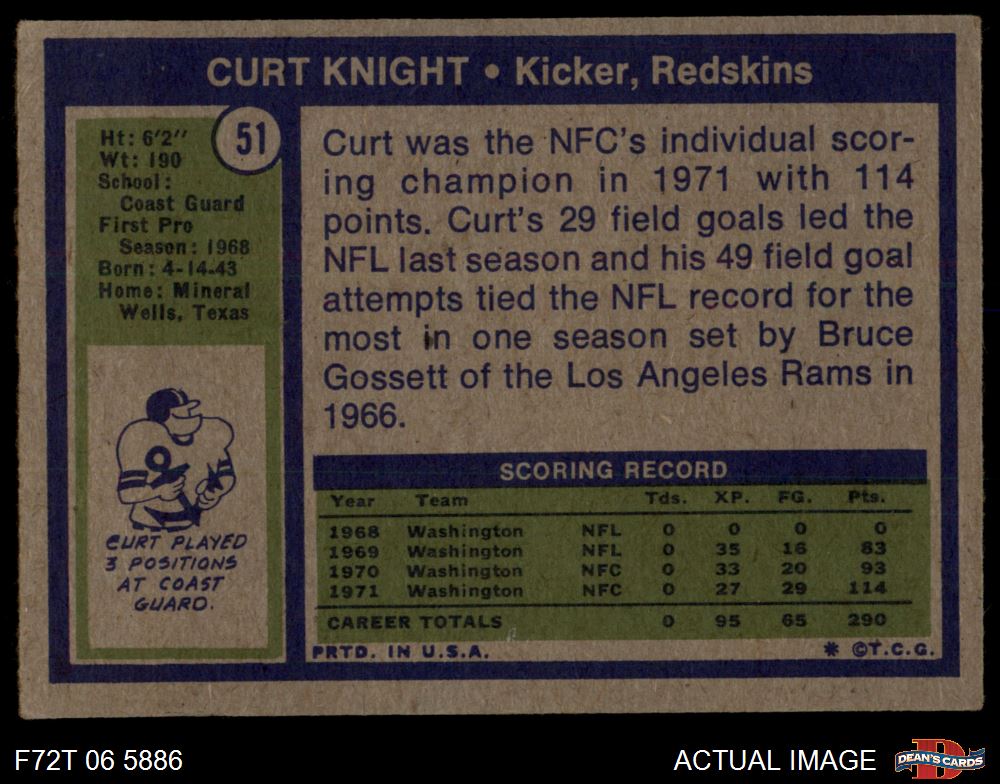 CURT KNIGHT • Kicker, Redskins
51
Ht: 6'2"
Wt: 190
School:
Coast Guard
First Pro
Season: 1968
Born: 4-14-43
Home: Mineral
Wells, Texas
CURT PLAYED
3 POSITIONS
AT COAST
GUARD.
Curt was the NFC's individual scor-
ing champion in 1971 with 114
points. Curt's 29 field goals led the
NFL last season and his 49 field goal
attempts tied the NFL record for the
most in one season set by Bruce
Gossett of the Los Angeles Rams in
1966.
SCORING RECORD
Year Team Tds. XP. FG. Pts.
1968 Washington NFL 0 0 0 0
1969 Washington NFL 0 35 16 83
1970 Washington NFC 0 33 20 93
1971 Washington NFC 0 27 29 114
CAREER TOTALS 0 95 65 290
PRTD. IN U.S.A. * ©T.C.G.
F72T 06 5886 ACTUAL IMAGE
D
DEAN'S CARDS